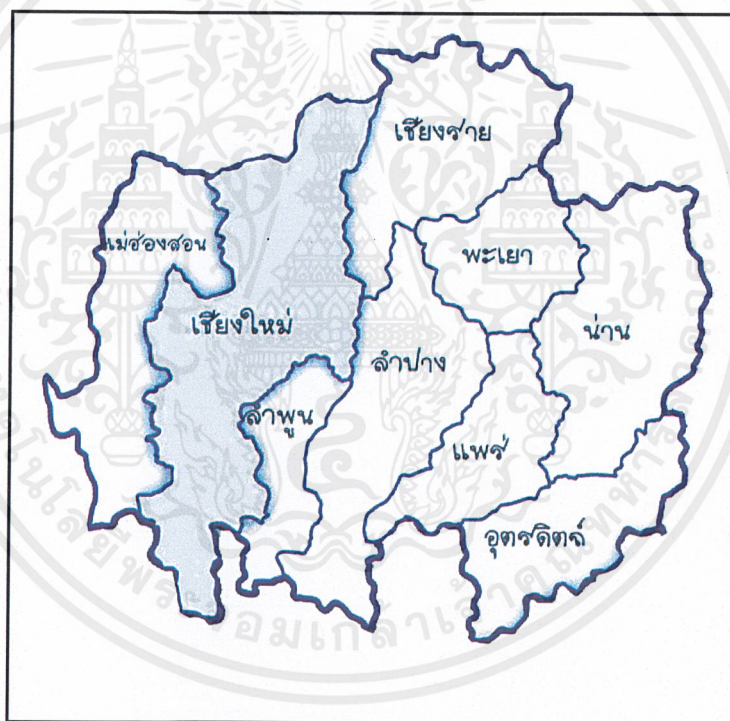 เชียงราย
แม่ฮ่องสอน
พะเยา
เชียงใหม่
น่าน
ลำปาง
ลำพูน
แพร่
อุตรดิตถ์